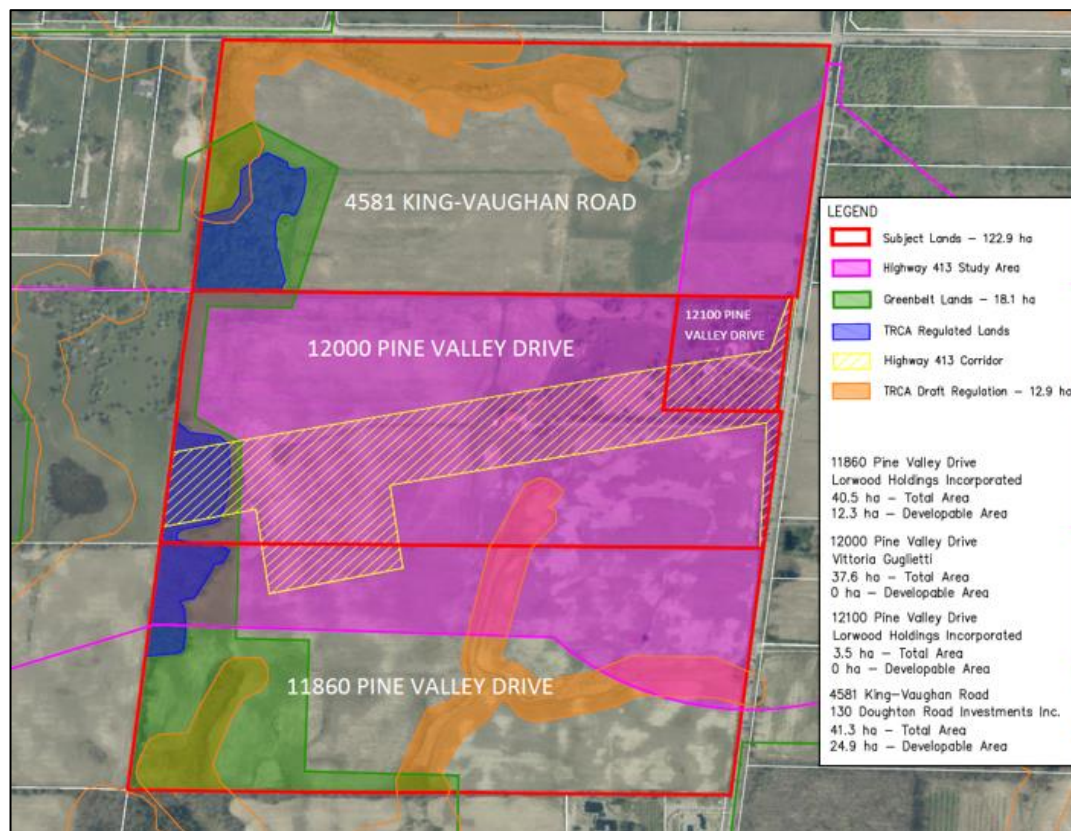 4581 KING-VAUGHAN ROAD
12100 PINE
VALLEY DRIVE
12000 PINE VALLEY DRIVE
11860 PINE VALLEY DRIVE
LEGEND
Subject Lands – 122.9 ha
Highway 413 Study Area
Greenbelt Lands – 18.1 ha
TRCA Regulated Lands
Highway 413 Corridor
TRCA Draft Regulation – 12.9 ha
11860 Pine Valley Drive
Lorwood Holdings Incorporated
40.5 ha – Total Area
12.3 ha – Developable Area
12000 Pine Valley Drive
Vittoria Guglietti
37.6 ha – Total Area
0 ha – Developable Area
12100 Pine Valley Drive
Lorwood Holdings Incorporated
3.5 ha – Total Area
0 ha – Developable Area
4581 King-Vaughan Road
130 Doughton Road Investments Inc.
41.3 ha – Total Area
24.9 ha – Developable Area